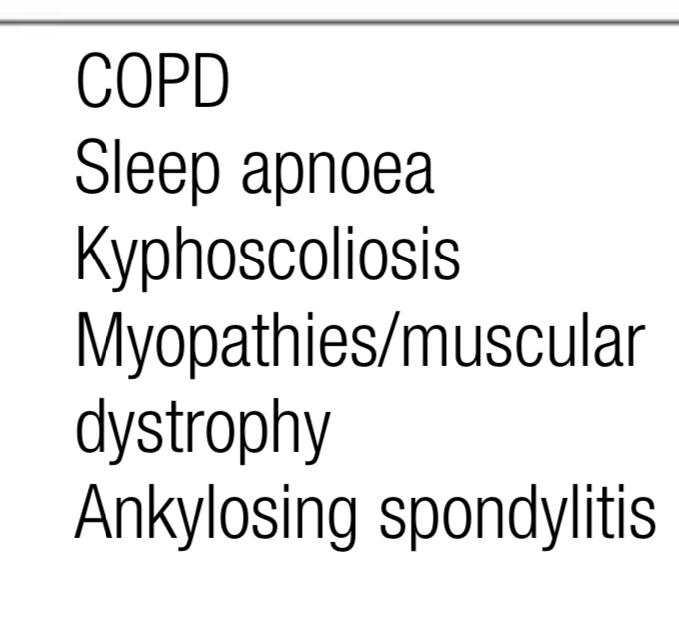 COPD
Sleep apnoea
Kyphoscoliosis
Myopathies/muscular
dystrophy
Ankylosing spondylitis